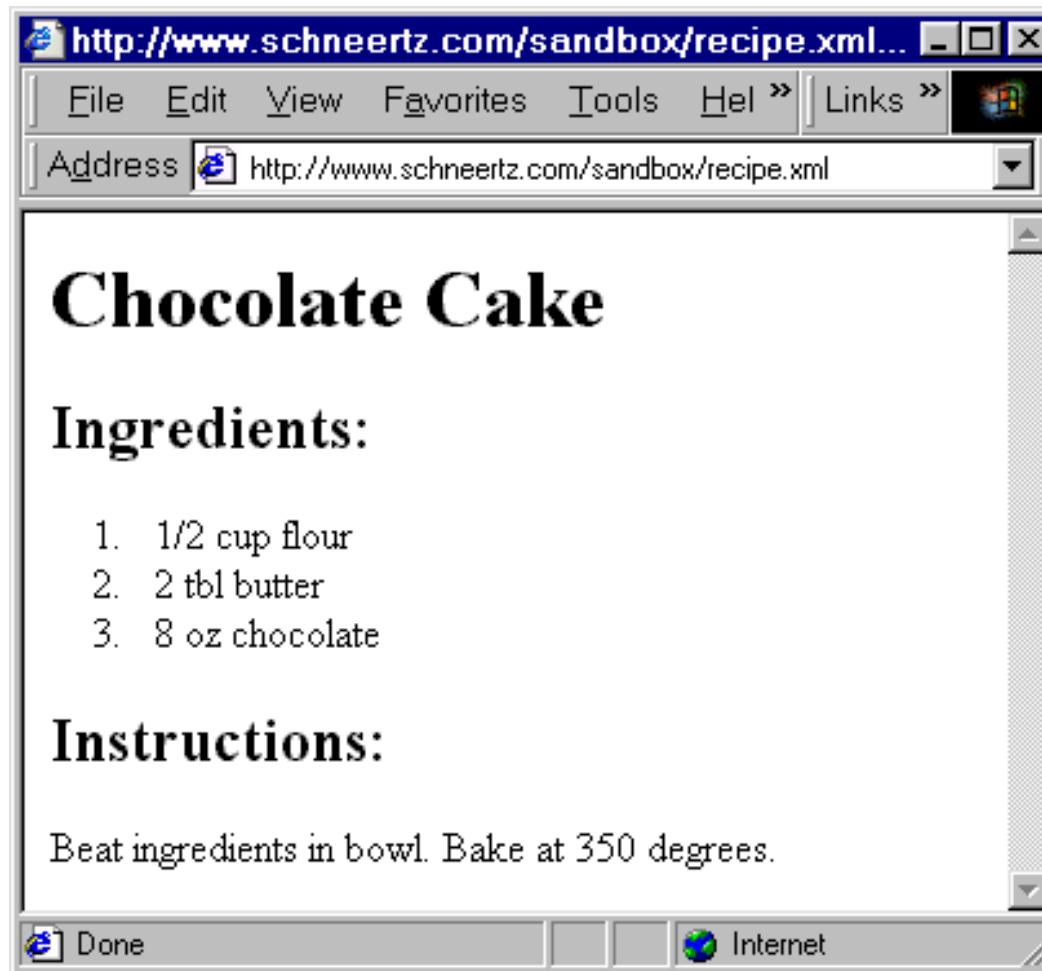 http://www.schneertz.com/sandbox/recipe.xml...
File Edit View Favorites Tools Hel » Links »
Address http://www.schneertz.com/sandbox/recipe.xml
Chocolate Cake
Ingredients:
1. 1/2 cup flour
2. 2 tbl butter
3. 8 oz chocolate
Instructions:
Beat ingredients in bowl. Bake at 350 degrees.
Done Internet